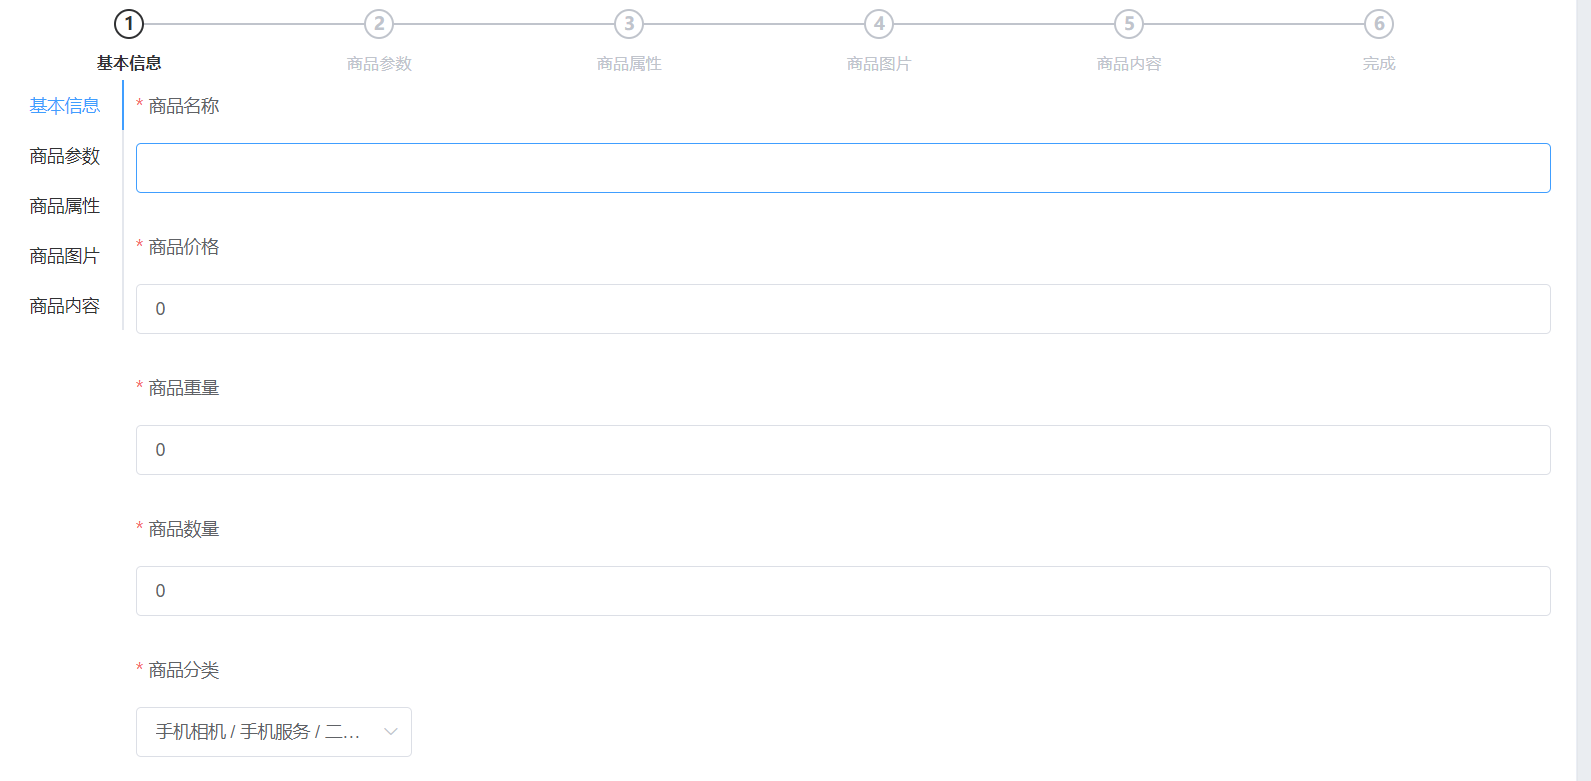 1 2 3 4 5 6
基本信息 商品参数 商品属性 商品图片 商品内容 完成
基本信息
商品参数
商品属性
商品图片
商品内容
* 商品名称
* 商品价格
0
* 商品重量
0
* 商品数量
0
* 商品分类
手机相机 / 手机服务 / 二...